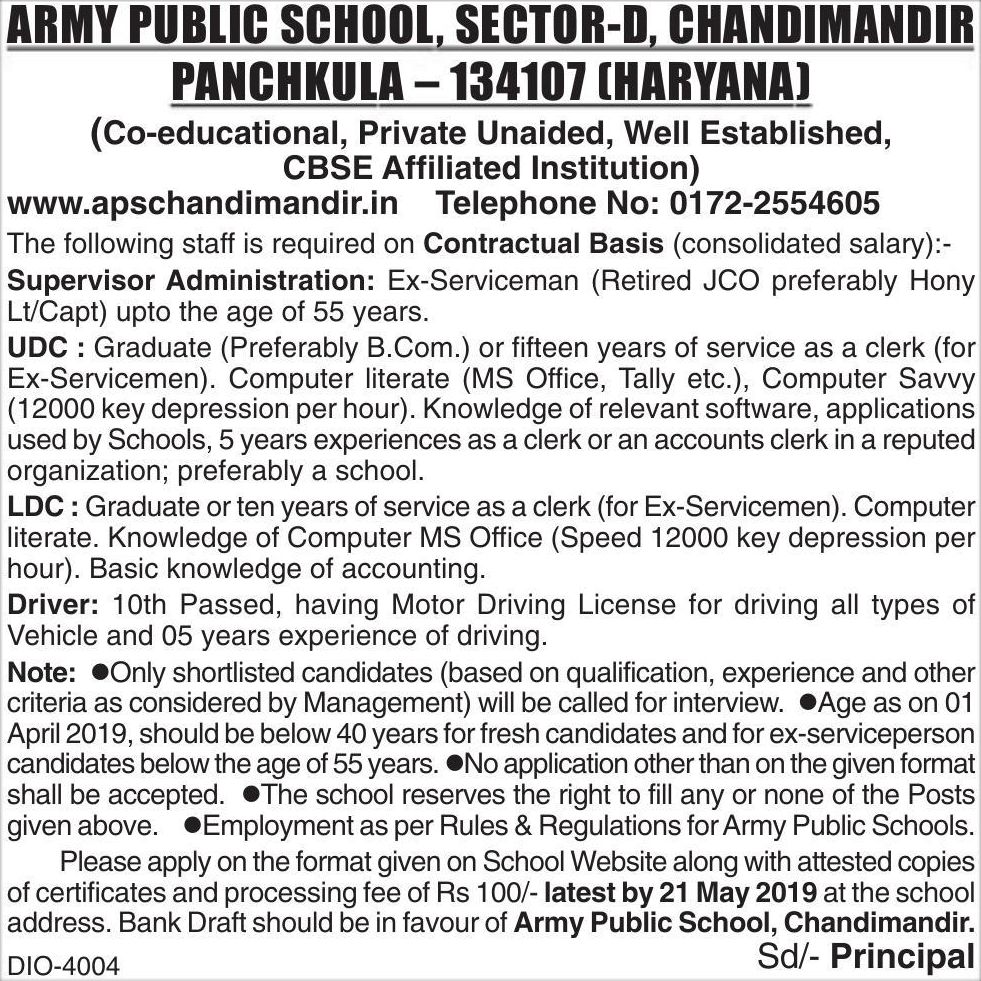 ARMY PUBLIC SCHOOL, SECTOR-D, CHANDIMANDIR
PANCHKULA – 134107 (HARYANA)
(Co-educational, Private Unaided, Well Established,
CBSE Affiliated Institution)
www.apschandimandir.in Telephone No: 0172-2554605
The following staff is required on Contractual Basis (consolidated salary):-
Supervisor Administration: Ex-Serviceman (Retired JCO preferably Hony
Lt/Capt) upto the age of 55 years.
UDC : Graduate (Preferably B.Com.) or fifteen years of service as a clerk (for
Ex-Servicemen). Computer literate (MS Office, Tally etc.), Computer Savvy
(12000 key depression per hour). Knowledge of relevant software, applications
used by Schools, 5 years experiences as a clerk or an accounts clerk in a reputed
organization; preferably a school.
LDC : Graduate or ten years of service as a clerk (for Ex-Servicemen). Computer
literate. Knowledge of Computer MS Office (Speed 12000 key depression per
hour). Basic knowledge of accounting.
Driver: 10th Passed, having Motor Driving License for driving all types of
Vehicle and 05 years experience of driving.
Note: ●Only shortlisted candidates (based on qualification, experience and other
criteria as considered by Management) will be called for interview. ●Age as on 01
April 2019, should be below 40 years for fresh candidates and for ex-serviceperson
candidates below the age of 55 years. ●No application other than on the given format
shall be accepted. ●The school reserves the right to fill any or none of the Posts
given above. ●Employment as per Rules & Regulations for Army Public Schools.
Please apply on the format given on School Website along with attested copies
of certificates and processing fee of Rs 100/- latest by 21 May 2019 at the school
address. Bank Draft should be in favour of Army Public School, Chandimandir.
Sd/- Principal
DIO-4004